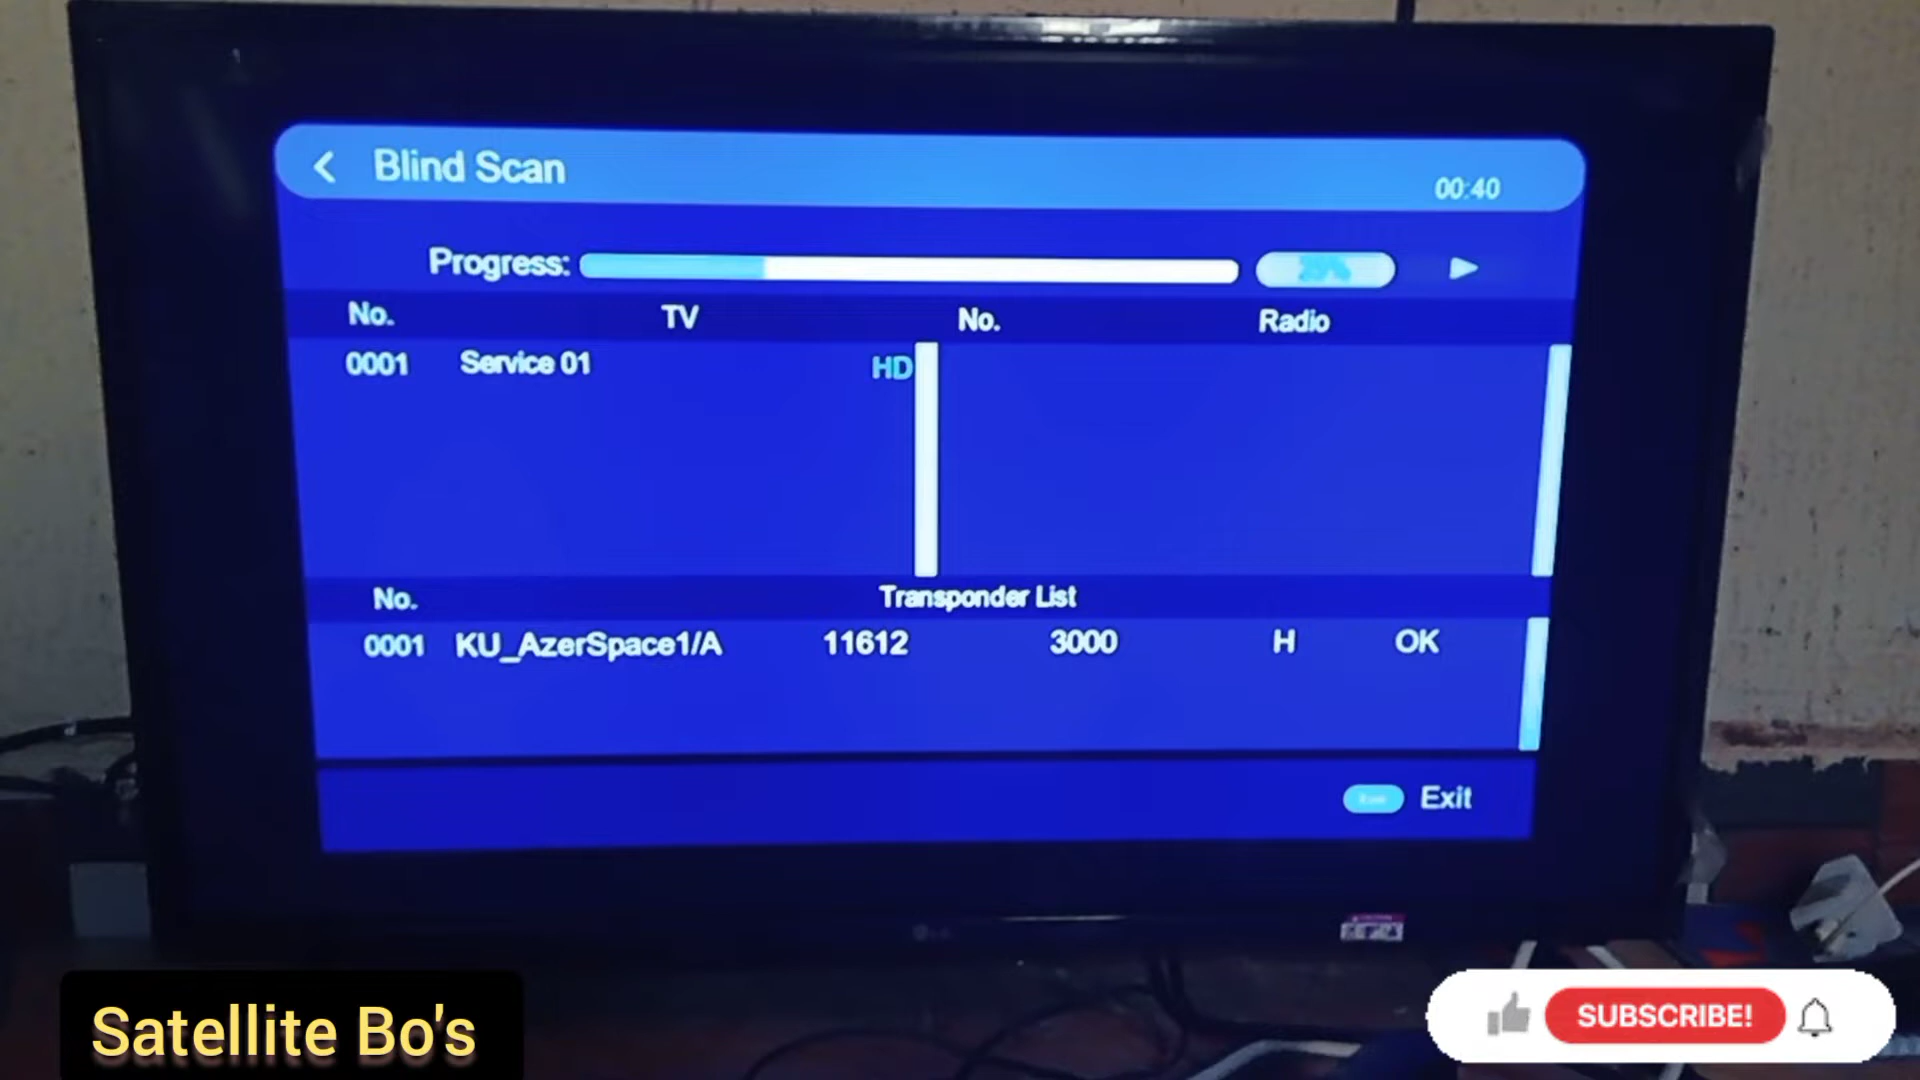 Blind Scan
00:40
Progress:
No. TV No. Radio
0001 Service 01 HD
No. Transponder List
0001 KU_AzerSpace1/A 11612 3000 H OK
Exit
Satellite Bo's
SUBSCRIBE!